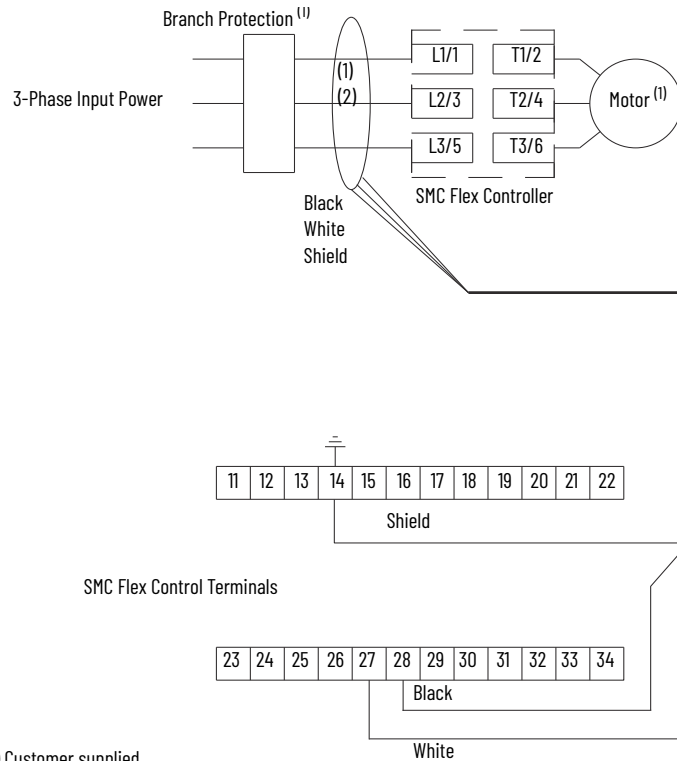 Branch Protection (1)
3-Phase Input Power
(1)
(2)
L1/1 T1/2
L2/3 T2/4
L3/5 T3/6
Motor (1)
SMC Flex Controller
Black
White
Shield
11 12 13 14 15 16 17 18 19 20 21 22
Shield
SMC Flex Control Terminals
23 24 25 26 27 28 29 30 31 32 33 34
Black
White
Customer supplied